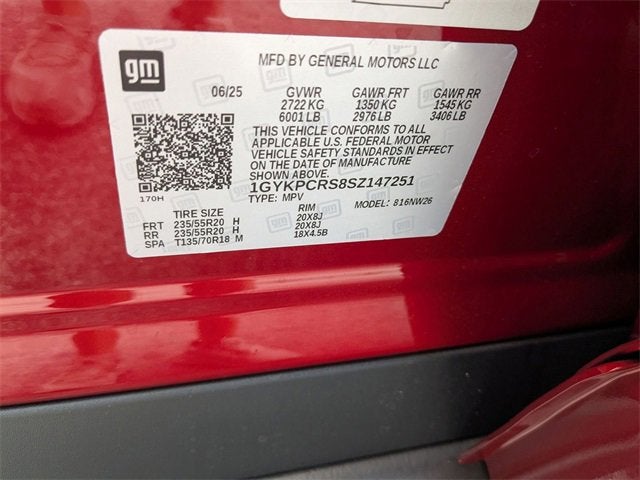 gm
MFD BY GENERAL MOTORS LLC
06/25 GVWR GAWR FRT GAWR RR
2722 KG 1350 KG 1545 KG
6001 LB 2976 LB 3406 LB
THIS VEHICLE CONFORMS TO ALL
APPLICABLE U.S. FEDERAL MOTOR
VEHICLE SAFETY STANDARDS IN EFFECT
ON THE DATE OF MANUFACTURE
SHOWN ABOVE.
1GYKPCRS8SZ147251
170H TYPE: MPV MODEL: 816NW26
TIRE SIZE RIM
FRT 235/55R20 H 20X8J
RR 235/55R20 H 20X8J
SPA T135/70R18 M 18X4.5B